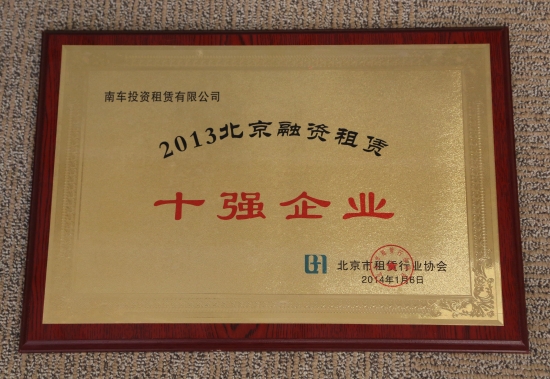 南车投资租赁有限公司
2013北京融资租赁
十强企业
北京市租赁行业协会
2014年1月8日